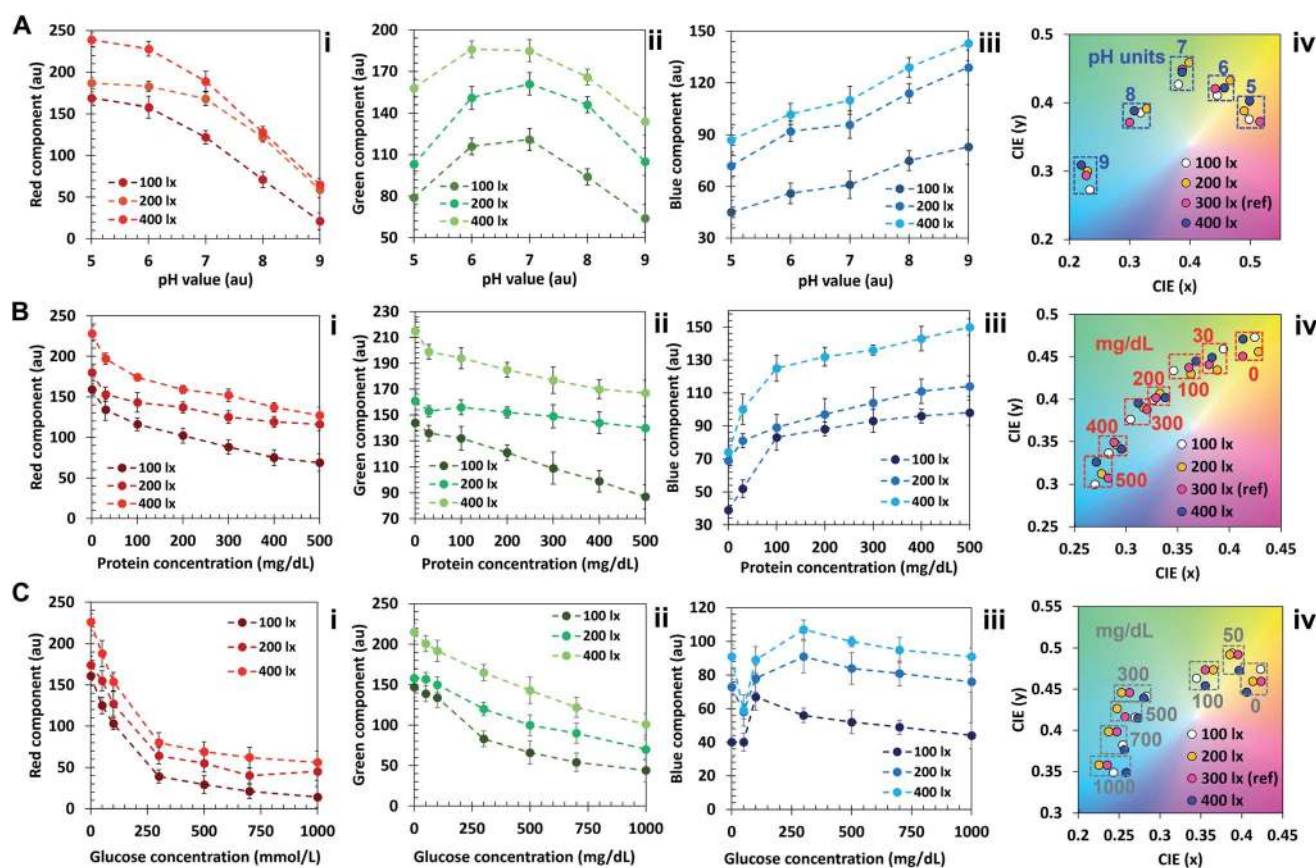 A
i
ii
iii
iv
250
200
150
100
50
0
Red component (au)
100 lx
200 lx
400 lx
5 6 7 8 9
pH value (au)
200
170
140
110
80
50
Green component (au)
100 lx
200 lx
400 lx
5 6 7 8 9
pH value (au)
150
120
90
60
30
Blue component (au)
100 lx
200 lx
400 lx
5 6 7 8 9
pH value (au)
0.5
0.4
0.3
0.2
CIE (y)
pH units
7
6
5
8
9
100 lx
200 lx
300 lx (ref)
400 lx
0.2 0.3 0.4 0.5
CIE (x)
B
i
ii
iii
iv
250
200
150
100
50
0
Red component (au)
100 lx
200 lx
400 lx
0 100 200 300 400 500
Protein concentration (mg/dL)
230
210
190
170
150
130
110
90
70
Green component (au)
100 lx
200 lx
400 lx
0 100 200 300 400 500
Protein concentration (mg/dL)
150
130
110
90
70
50
30
Blue component (au)
100 lx
200 lx
400 lx
0 100 200 300 400 500
Protein concentration (mg/dL)
0.5
0.45
0.4
0.35
0.3
0.25
CIE (y)
mg/dL
30
0
100
200
300
400
500
100 lx
200 lx
300 lx (ref)
400 lx
0.25 0.3 0.35 0.4 0.45
CIE (x)
C
i
ii
iii
iv
250
200
150
100
50
0
Red component (au)
100 lx
200 lx
400 lx
0 250 500 750 1000
Glucose concentration (mmol/L)
250
200
150
100
50
0
Green component (au)
100 lx
200 lx
400 lx
0 250 500 750 1000
Glucose concentration (mg/dL)
120
100
80
60
40
20
0
Blue component (au)
100 lx
200 lx
400 lx
0 250 500 750 1000
Glucose concentration (mg/dL)
0.55
0.5
0.45
0.4
0.35
0.3
CIE (y)
mg/dL
50
0
100
300
500
700
1000
100 lx
200 lx
300 lx (ref)
400 lx
0.2 0.25 0.3 0.35 0.4 0.45
CIE (x)